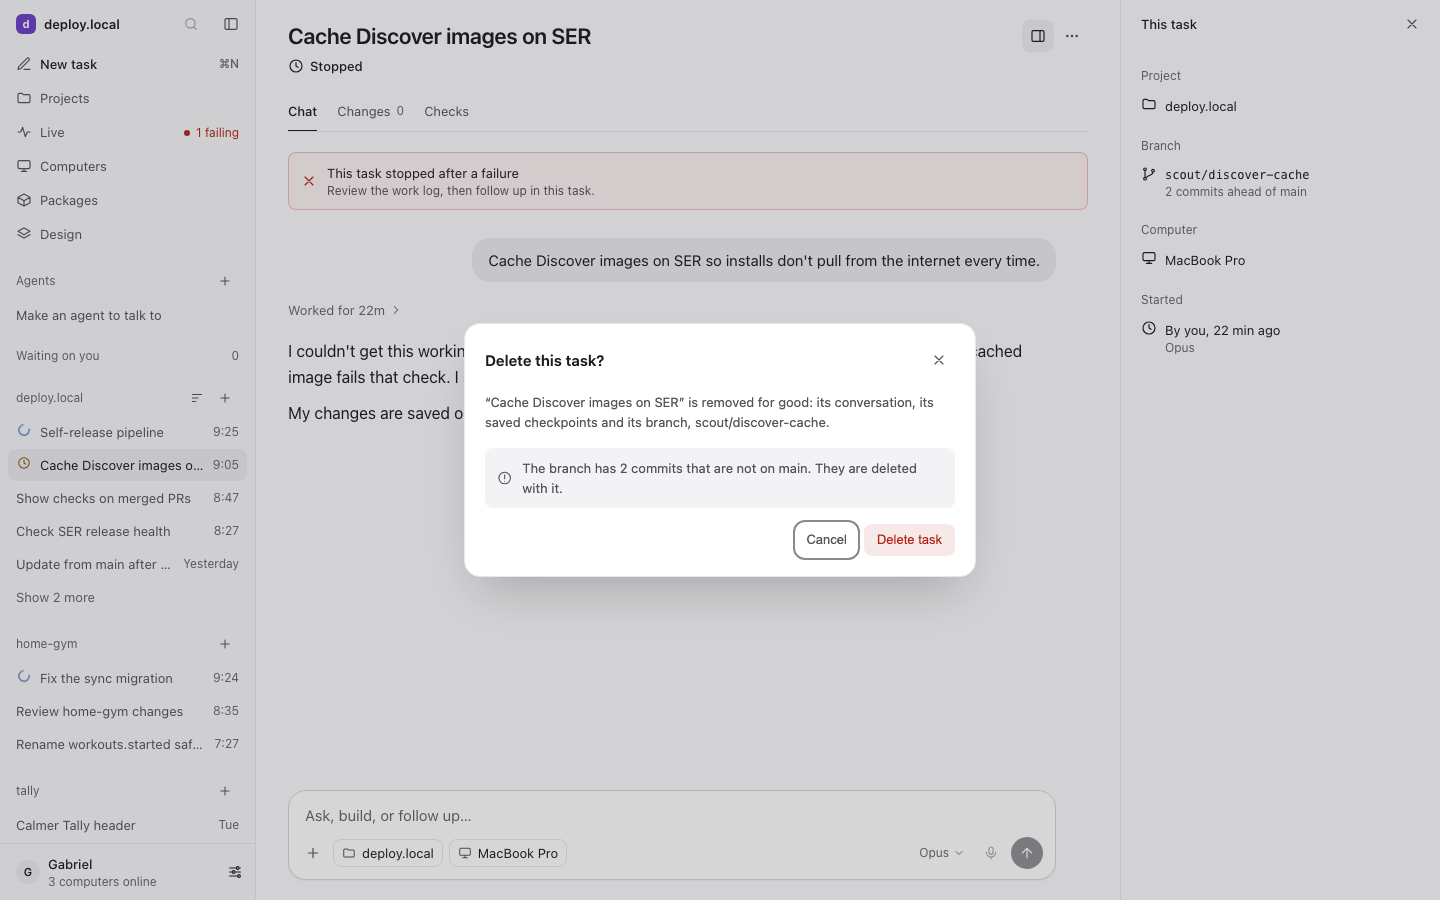 d deploy.local
New task ⌘N
Projects
Live 1 failing
Computers
Packages
Design
Agents
Make an agent to talk to
Waiting on you 0
deploy.local
Self-release pipeline 9:25
Cache Discover images o... 9:05
Show checks on merged PRs 8:47
Check SER release health 8:27
Update from main after ... Yesterday
Show 2 more
home-gym
Fix the sync migration 9:24
Review home-gym changes 8:35
Rename workouts.started saf... 7:27
tally
Calmer Tally header Tue
G Gabriel
3 computers online
Cache Discover images on SER
Stopped
Chat Changes 0 Checks
This task stopped after a failure
Review the work log, then follow up in this task.
Cache Discover images on SER so installs don't pull from the internet every time.
Worked for 22m
I couldn't get this workin
image fails that check. I
My changes are saved o
Delete this task?
“Cache Discover images on SER” is removed for good: its conversation, its
saved checkpoints and its branch, scout/discover-cache.
The branch has 2 commits that are not on main. They are deleted
with it.
Cancel Delete task
Ask, build, or follow up...
deploy.local MacBook Pro Opus
This task
Project
deploy.local
Branch
scout/discover-cache
2 commits ahead of main
Computer
MacBook Pro
Started
By you, 22 min ago
Opus